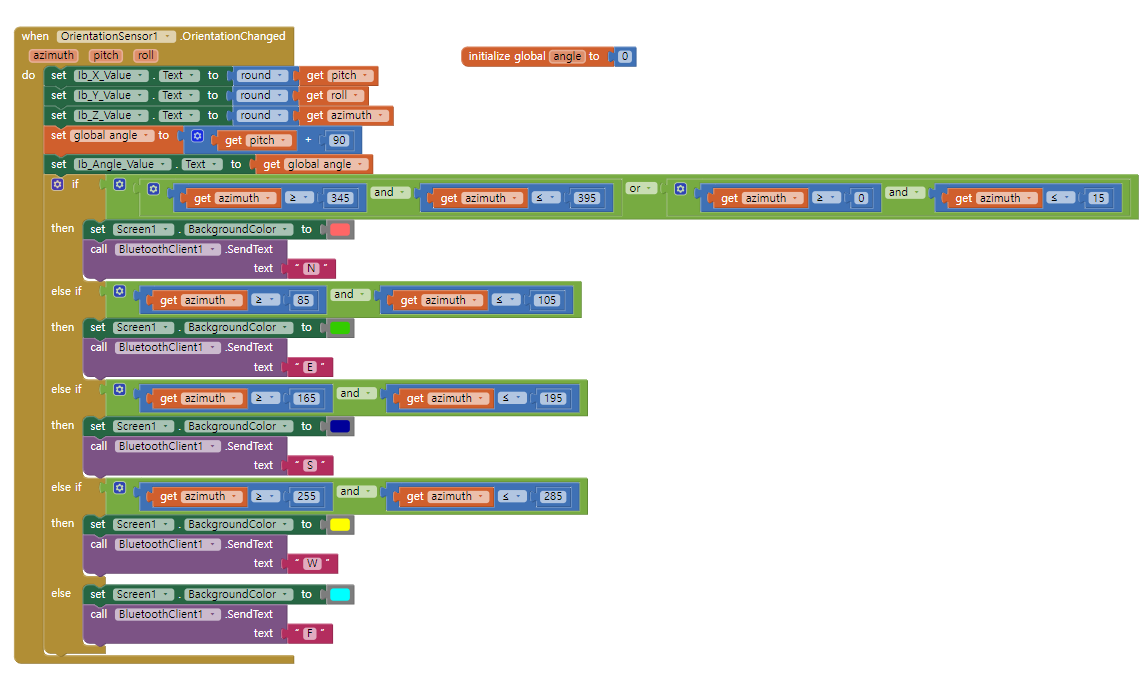 when OrientationSensor1 .OrientationChanged
initialize global angle to 0
azimuth pitch roll
do set lb_X_Value . Text to round get pitch
set lb_Y_Value . Text to round get roll
set lb_Z_Value . Text to round get azimuth
set global angle to get pitch + 90
set lb_Angle_Value . Text to get global angle
if get azimuth ≥ 345 and get azimuth ≤ 395 or get azimuth ≥ 0 and get azimuth ≤ 15
then set Screen1 . BackgroundColor to
call BluetoothClient1 .SendText
text " N "
else if get azimuth ≥ 85 and get azimuth ≤ 105
then set Screen1 . BackgroundColor to
call BluetoothClient1 .SendText
text " E "
else if get azimuth ≥ 165 and get azimuth ≤ 195
then set Screen1 . BackgroundColor to
call BluetoothClient1 .SendText
text " S "
else if get azimuth ≥ 255 and get azimuth ≤ 285
then set Screen1 . BackgroundColor to
call BluetoothClient1 .SendText
text " W "
else set Screen1 . BackgroundColor to
call BluetoothClient1 .SendText
text " F "